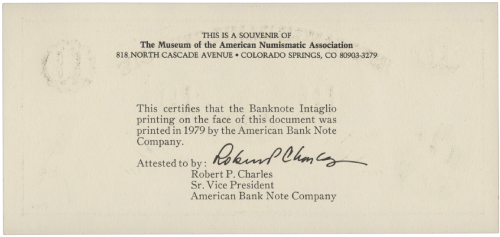 THIS IS A SOUVENIR OF
The Museum of the American Numismatic Association
818 NORTH CASCADE AVENUE • COLORADO SPRINGS, CO 80903-3279
This certifies that the Banknote Intaglio
printing on the face of this document was
printed in 1979 by the American Bank Note
Company.
Attested to by: Robert P Charles
Robert P. Charles
Sr. Vice President
American Bank Note Company